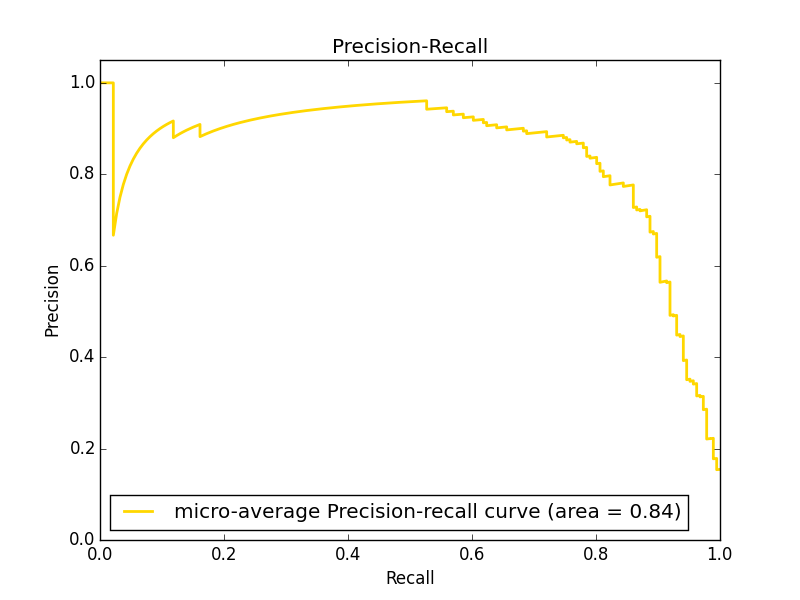 Precision-Recall
1.0
0.8
0.6
0.4
0.2
0.0
Precision
micro-average Precision-recall curve (area = 0.84)
0.0 0.2 0.4 0.6 0.8 1.0
Recall